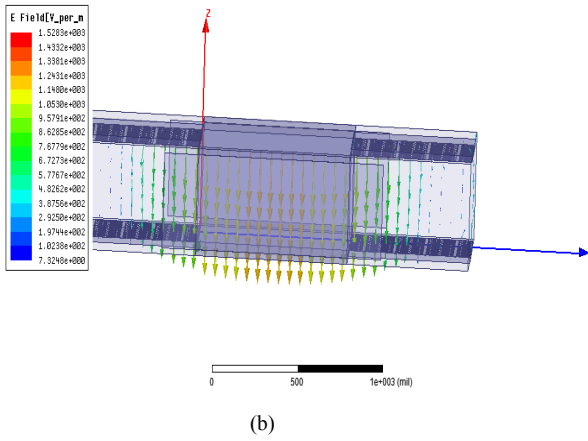 E Field[V_per_m
1.5283e+003
1.4332e+003
1.3381e+003
1.2431e+003
1.1480e+003
1.0530e+003
9.5791e+002
8.6285e+002
7.6779e+002
6.7273e+002
5.7767e+002
4.8262e+002
3.8756e+002
2.9250e+002
1.9744e+002
1.0238e+002
7.3248e+000
Z
0 500 1e+003 (mil)
(b)